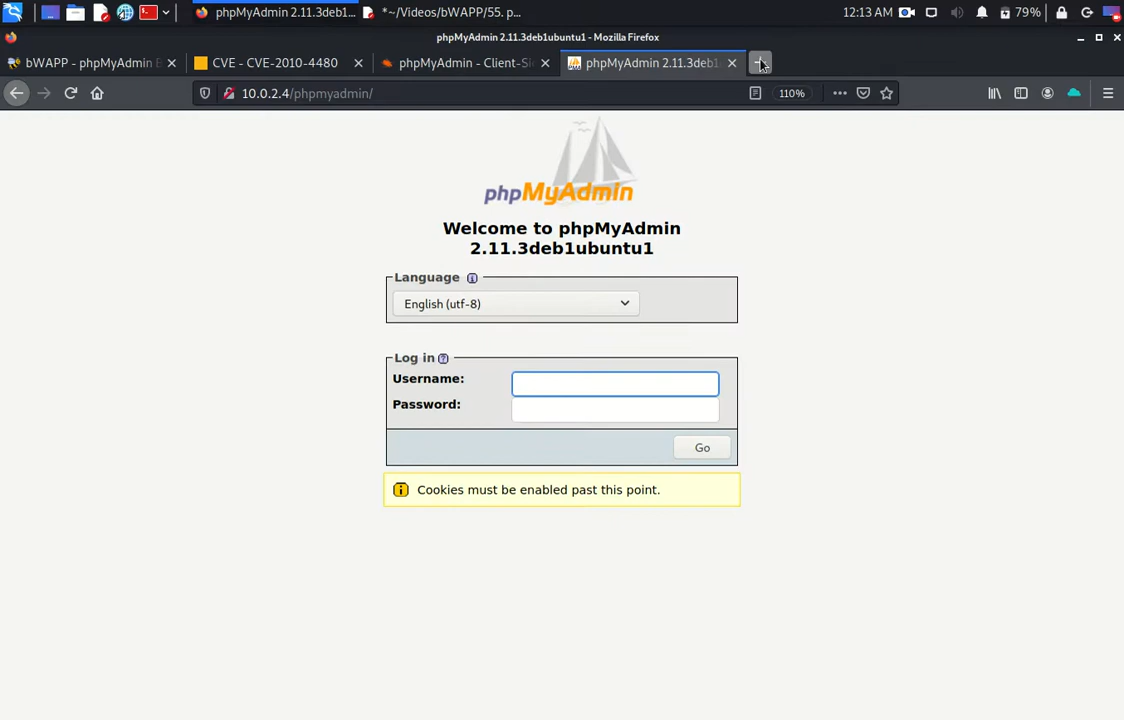 phpMyAdmin 2.11.3deb1...
*~/Videos/bWAPP/55. p...
12:13 AM
79%
phpMyAdmin 2.11.3deb1ubuntu1 - Mozilla Firefox
bWAPP - phpMyAdmin B
CVE - CVE-2010-4480
phpMyAdmin - Client-Si
phpMyAdmin 2.11.3deb1u
10.0.2.4/phpmyadmin/
110%
phpMyAdmin
Welcome to phpMyAdmin
2.11.3deb1ubuntu1
Language
English (utf-8)
Log in
Username:
Password:
Go
Cookies must be enabled past this point.